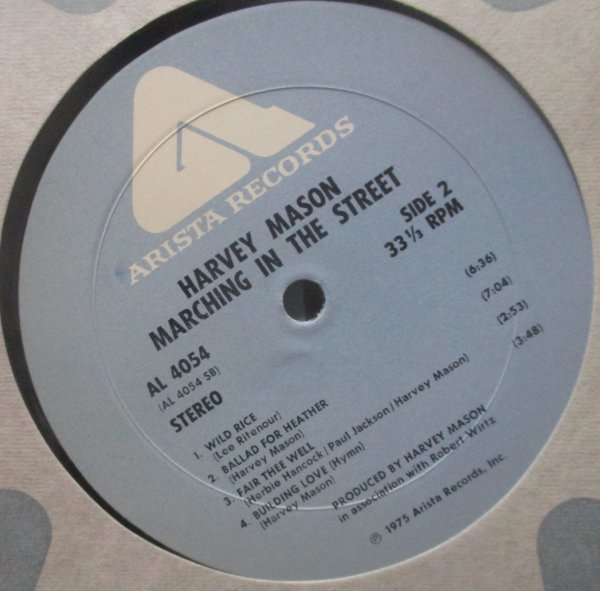 ARISTA RECORDS
HARVEY MASON
MARCHING IN THE STREET
SIDE 2
33⅓ RPM
AL 4054
(AL 4054 SB)
STEREO
1. WILD RICE (6:36)
(Lee Ritenour)
2. BALLAD FOR HEATHER (7:04)
(Harvey Mason)
3. FAIR THEE WELL (2:53)
(Herbie Hancock/Paul Jackson/Harvey Mason)
4. BUILDING LOVE (Hymn) (3:48)
(Harvey Mason)
PRODUCED BY HARVEY MASON
in association with Robert Wirtz
℗ 1975 Arista Records, Inc.